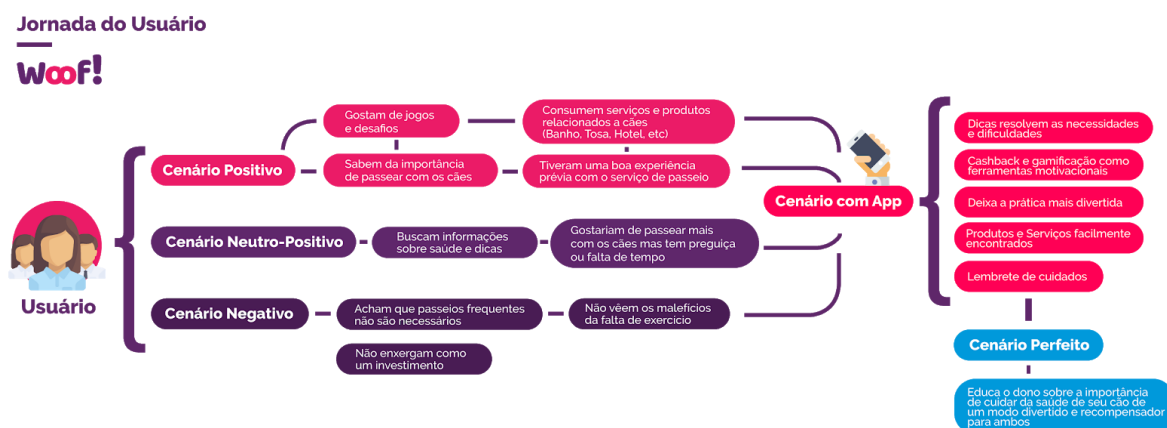 Jornada do Usuário
Woof!
Usuário
Cenário Positivo
Gostam de jogos
e desafios
Consumem serviços e produtos
relacionados a cães
(Banho, Tosa, Hotel, etc)
Sabem da importância
de passear com os cães
Tiveram uma boa experiência
prévia com o serviço de passeio
Cenário Neutro-Positivo
Buscam informações
sobre saúde e dicas
Gostariam de passear mais
com os cães mas tem preguiça
ou falta de tempo
Cenário Negativo
Acham que passeios frequentes
não são necessários
Não vêem os malefícios
da falta de exercício
Não enxergam como
um investimento
Cenário com App
Dicas resolvem as necessidades
e dificuldades
Cashback e gamificação como
ferramentas motivacionais
Deixa a prática mais divertida
Produtos e Serviços facilmente
encontrados
Lembrete de cuidados
Cenário Perfeito
Educa o dono sobre a importância
de cuidar da saúde de seu cão de
um modo divertido e recompensador
para ambos